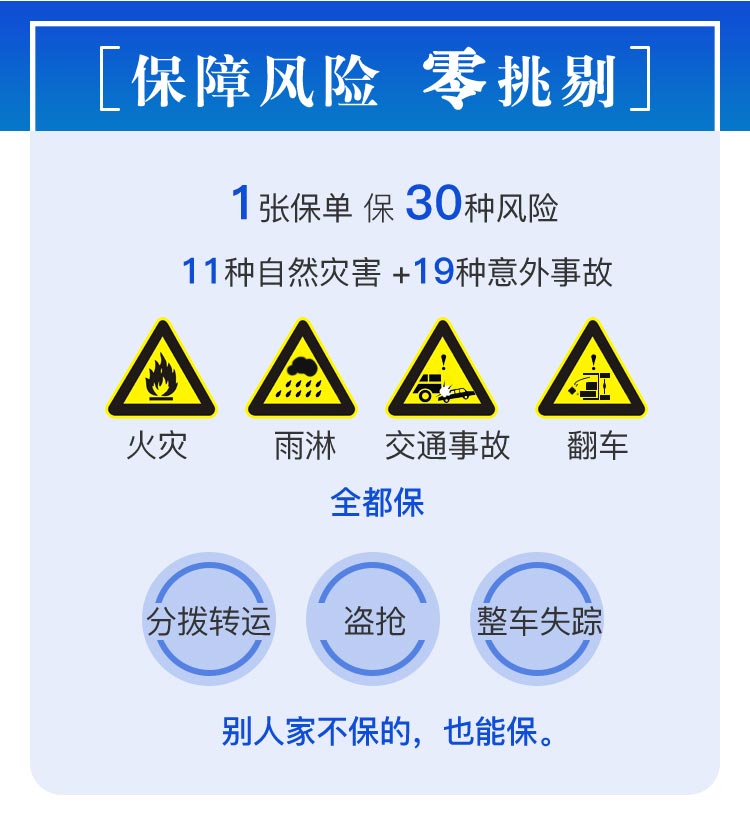 保障风险 零挑剔
1张保单 保 30种风险
11种自然灾害 +19种意外事故
火灾 雨淋 交通事故 翻车
全都保
分拨转运 盗抢 整车失踪
别人家不保的，也能保。